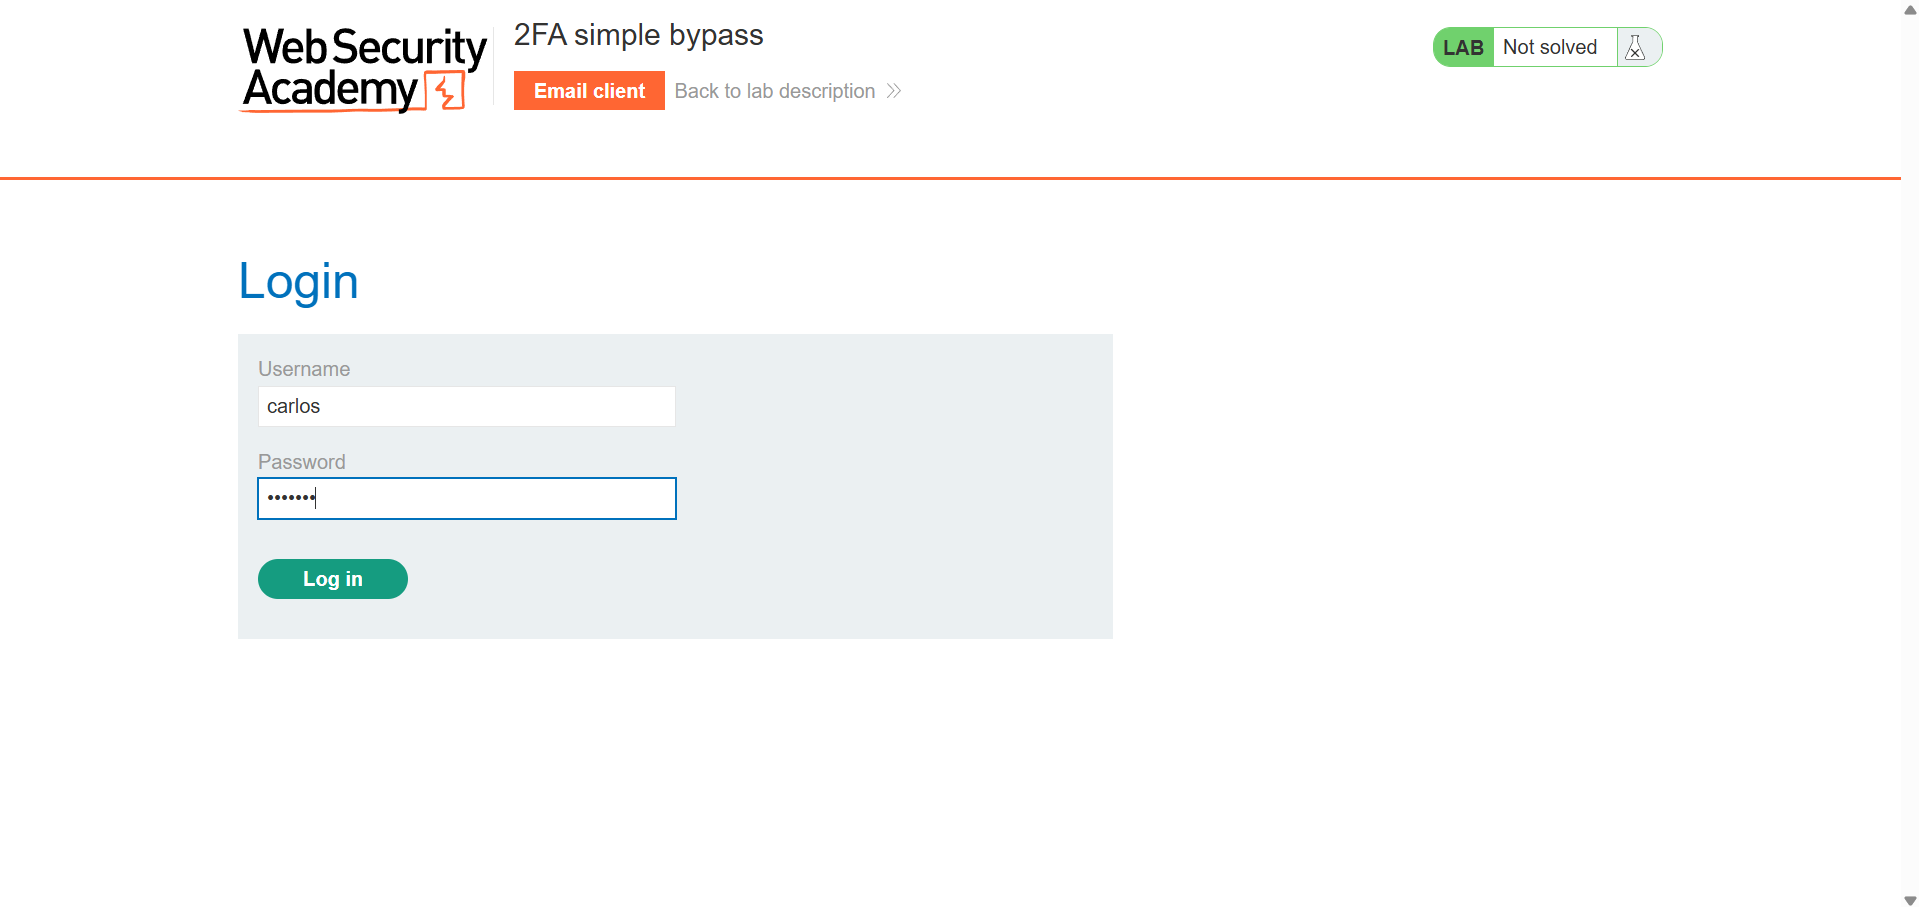 Web Security
Academy
2FA simple bypass
Email client
Back to lab description
LAB
Not solved
Login
Username
carlos
Password
•••••••
Log in